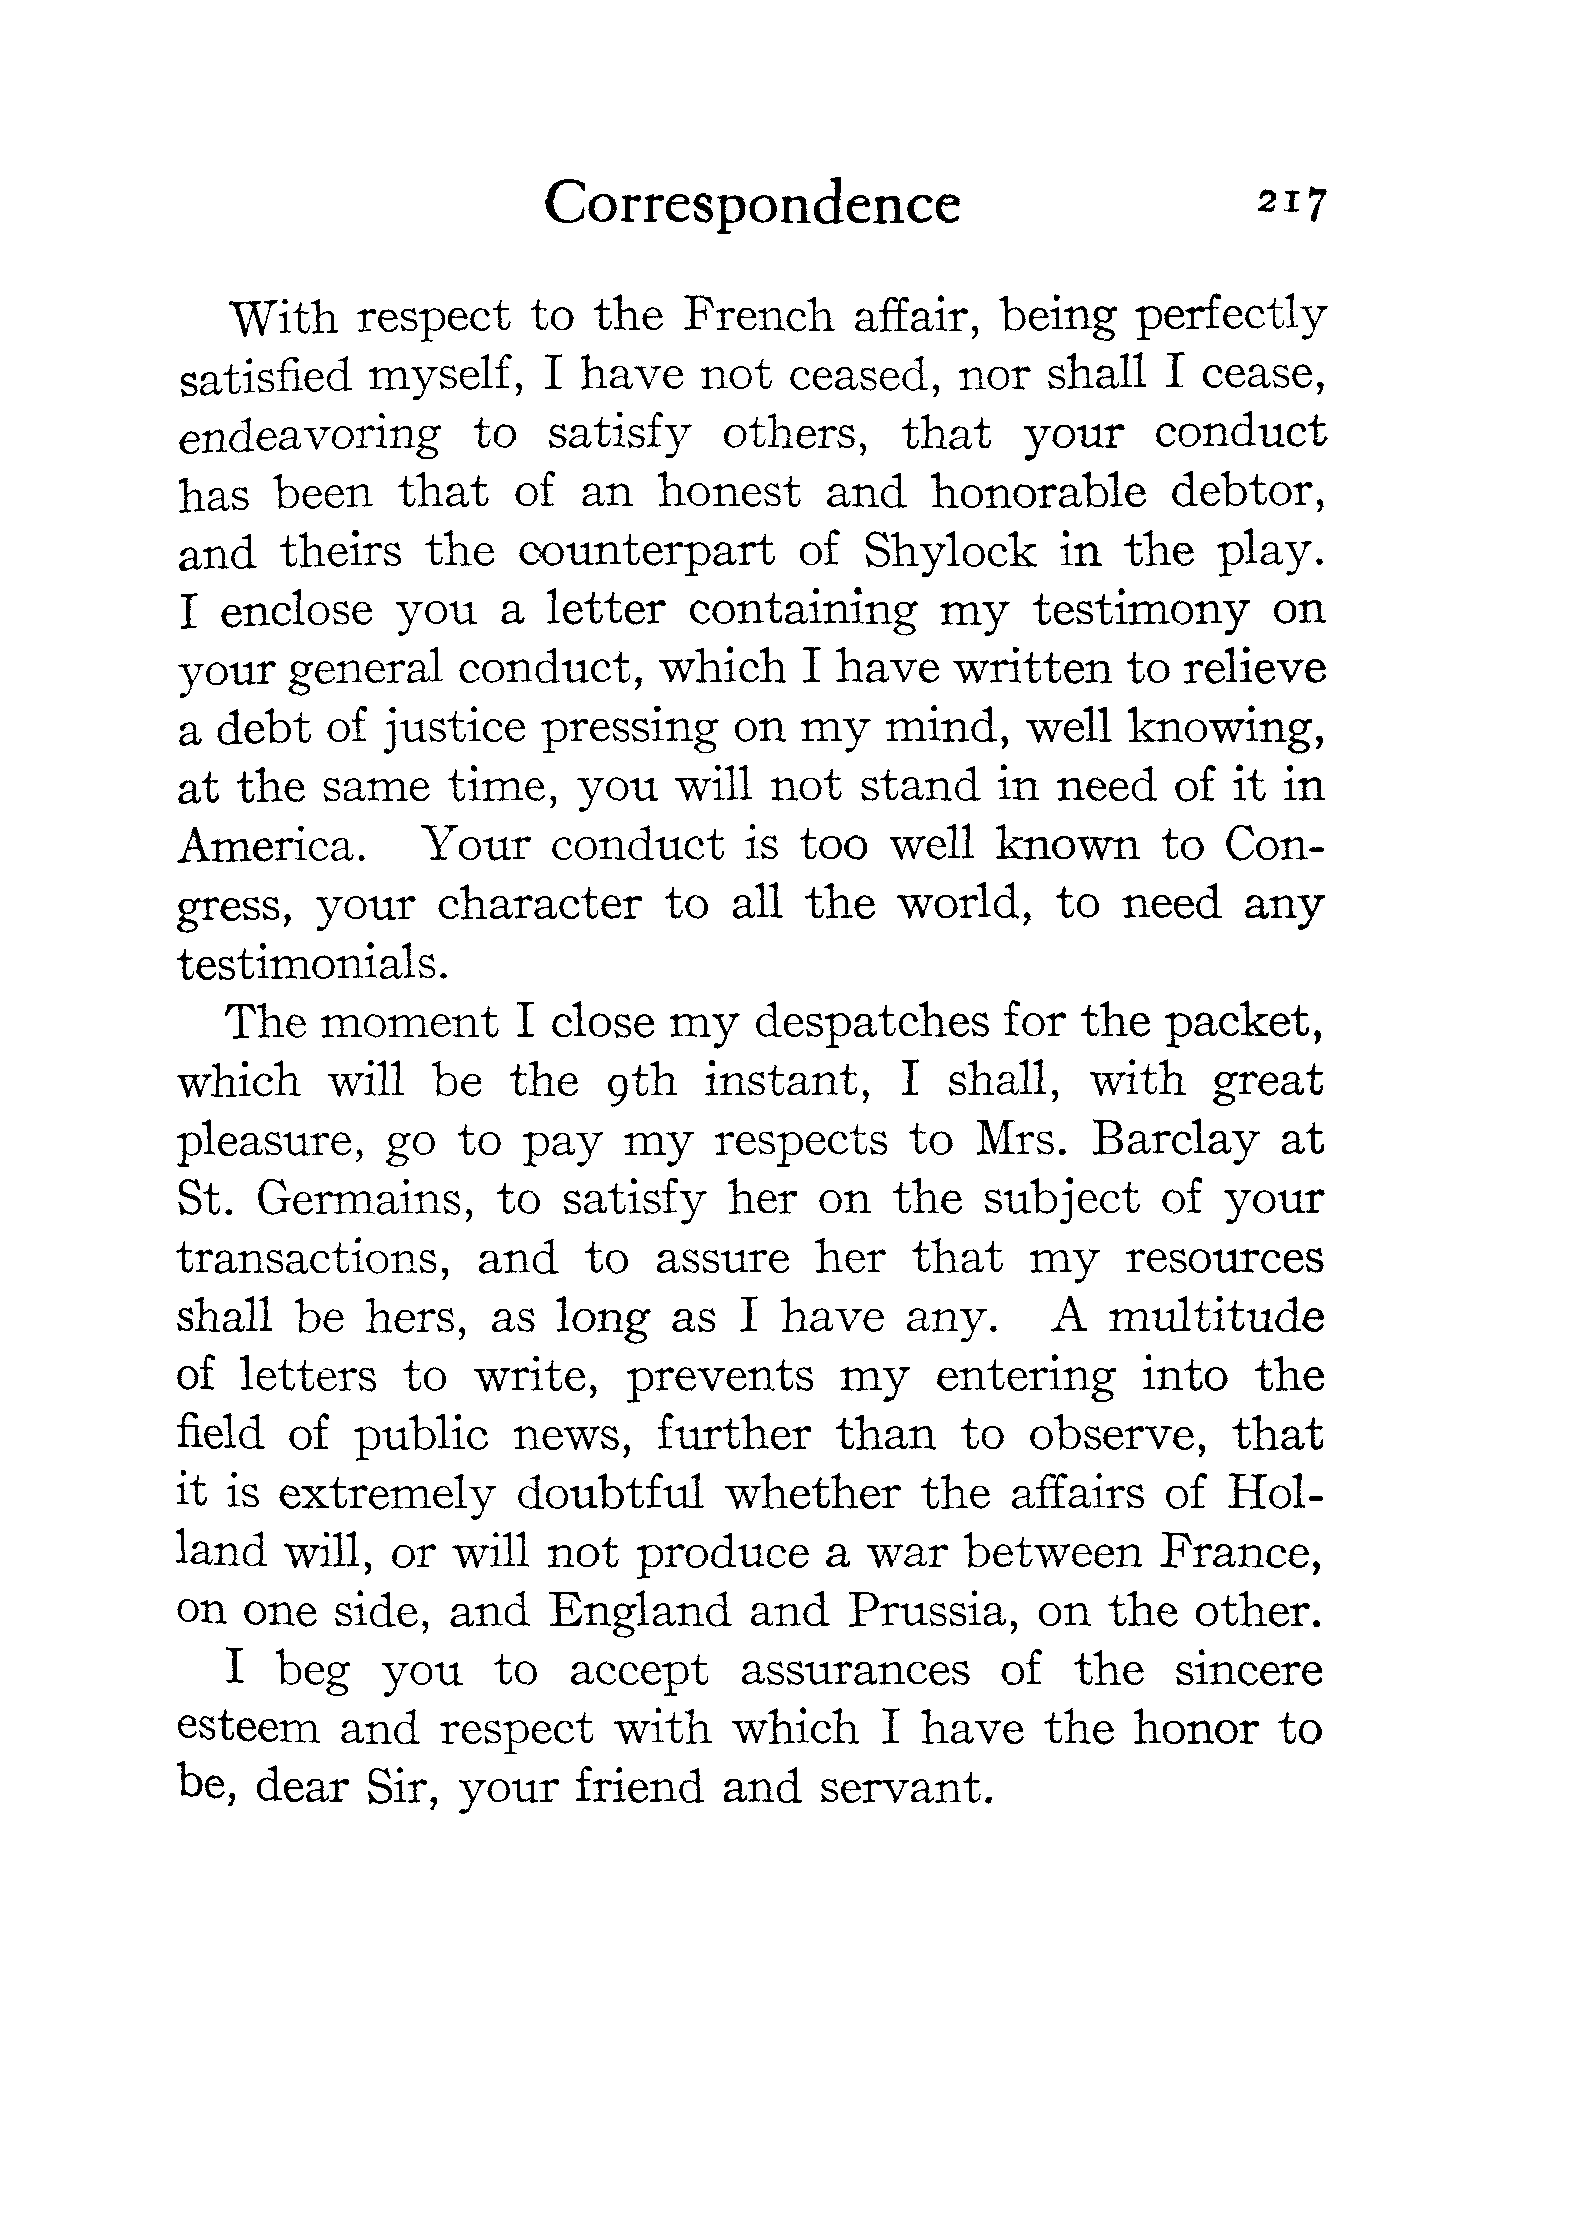 Correspondence 217
With respect to the French affair, being perfectly
satisfied myself, I have not ceased, nor shall I cease,
endeavoring to satisfy others, that your conduct
has been that of an honest and honorable debtor,
and theirs the counterpart of Shylock in the play.
I enclose you a letter containing my testimony on
your general conduct, which I have written to relieve
a debt of justice pressing on my mind, well knowing,
at the same time, you will not stand in need of it in
America. Your conduct is too well known to Con-
gress, your character to all the world, to need any
testimonials.
The moment I close my despatches for the packet,
which will be the 9th instant, I shall, with great
pleasure, go to pay my respects to Mrs. Barclay at
St. Germains, to satisfy her on the subject of your
transactions, and to assure her that my resources
shall be hers, as long as I have any. A multitude
of letters to write, prevents my entering into the
field of public news, further than to observe, that
it is extremely doubtful whether the affairs of Hol-
land will, or will not produce a war between France,
on one side, and England and Prussia, on the other.
I beg you to accept assurances of the sincere
esteem and respect with which I have the honor to
be, dear Sir, your friend and servant.